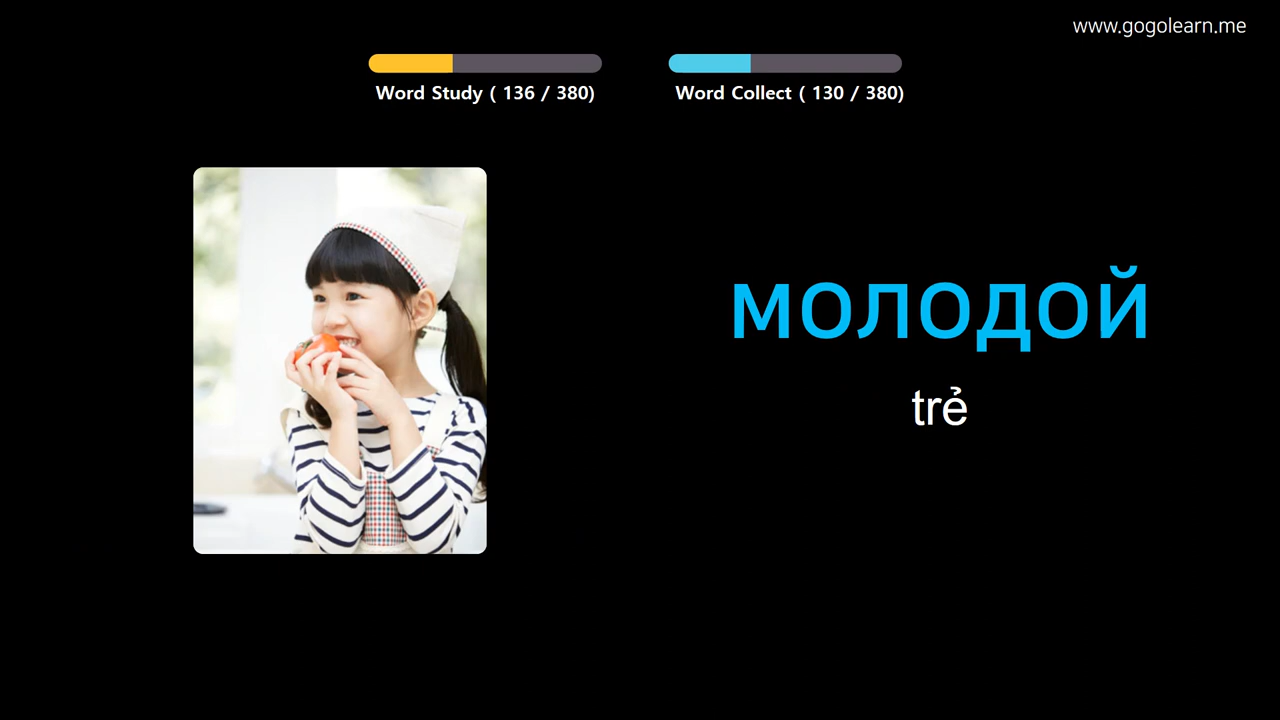 www.gogolearn.me
Word Study ( 136 / 380)
Word Collect ( 130 / 380)
молодой
trẻ